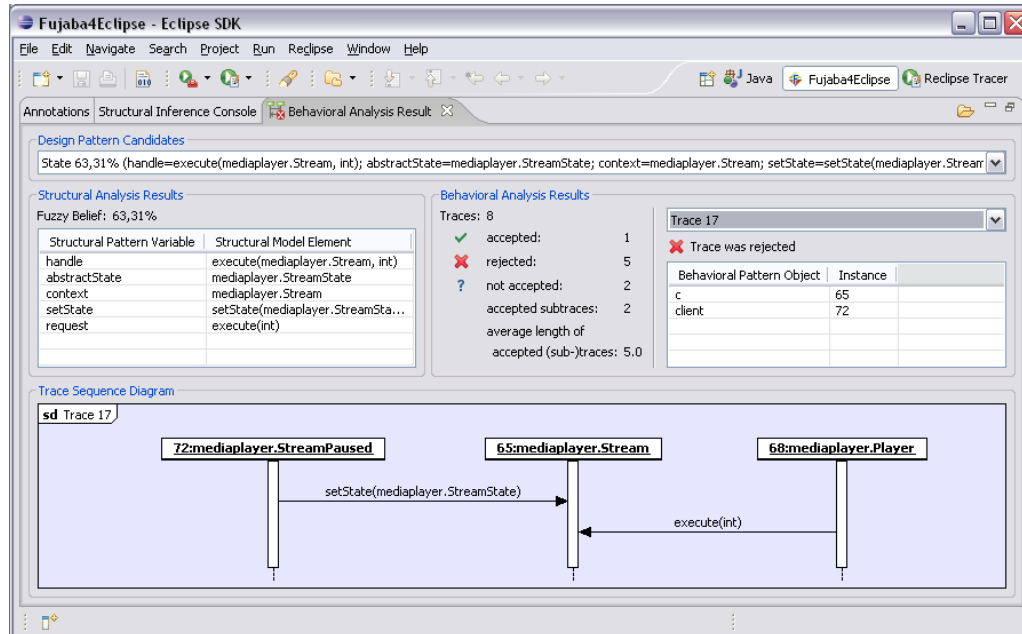 Fujaba4Eclipse - Eclipse SDK
File Edit Navigate Search Project Run Reclipse Window Help
010
Java Fujaba4Eclipse Reclipse Tracer
Annotations Structural Inference Console Behavioral Analysis Result
Design Pattern Candidates
State 63,31% (handle=execute(mediaplayer.Stream, int); abstractState=mediaplayer.StreamState; context=mediaplayer.Stream; setState=setState(mediaplayer.Stream
Structural Analysis Results
Fuzzy Belief: 63,31%
Structural Pattern Variable Structural Model Element
handle execute(mediaplayer.Stream, int)
abstractState mediaplayer.StreamState
context mediaplayer.Stream
setState setState(mediaplayer.StreamSta...
request execute(int)
Behavioral Analysis Results
Traces: 8
accepted: 1
rejected: 5
? not accepted: 2
accepted subtraces: 2
average length of
accepted (sub-)traces: 5.0
Trace 17
Trace was rejected
Behavioral Pattern Object Instance
c 65
client 72
Trace Sequence Diagram
sd Trace 17
72:mediaplayer.StreamPaused 65:mediaplayer.Stream 68:mediaplayer.Player
setState(mediaplayer.StreamState)
execute(int)